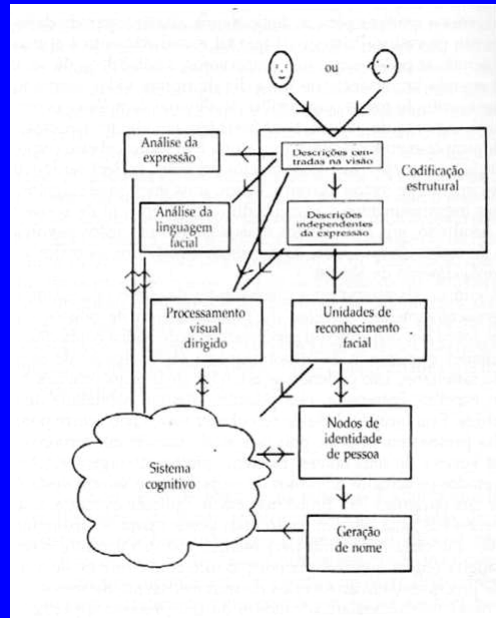 ou
Análise da
expressão
Descrições cen-
tradas na visão
Codificação
estrutural
Análise da
linguagem
facial
Descrições
independentes
da expressão
Processamento
visual
dirigido
Unidades de
reconhecimento
facial
Sistema
cognitivo
Nodos de
identidade
de pessoa
Geração
de nome